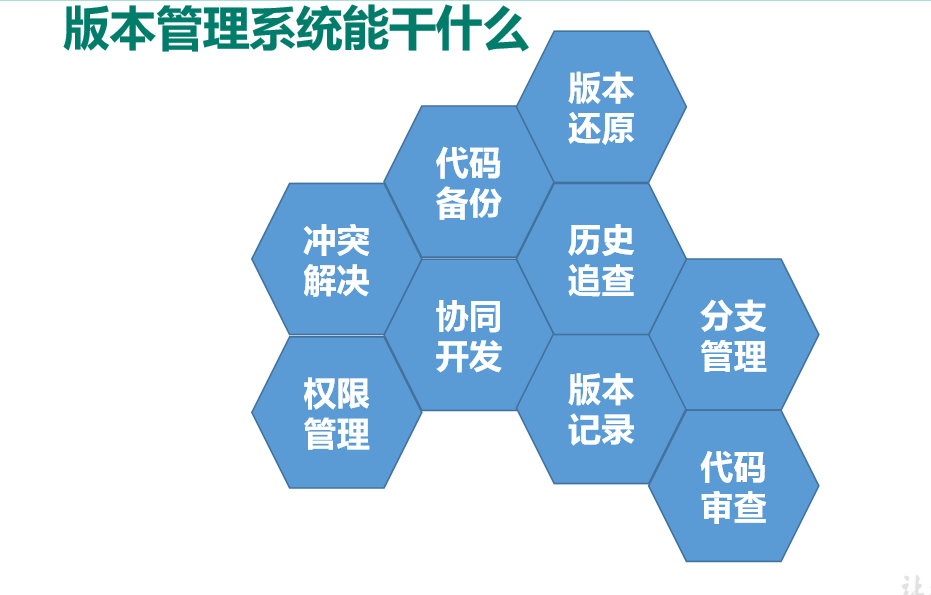 版本管理系统能干什么
版本
还原
代码
备份
冲突
解决
历史
追查
协同
开发
分支
管理
权限
管理
版本
记录
代码
审查
让